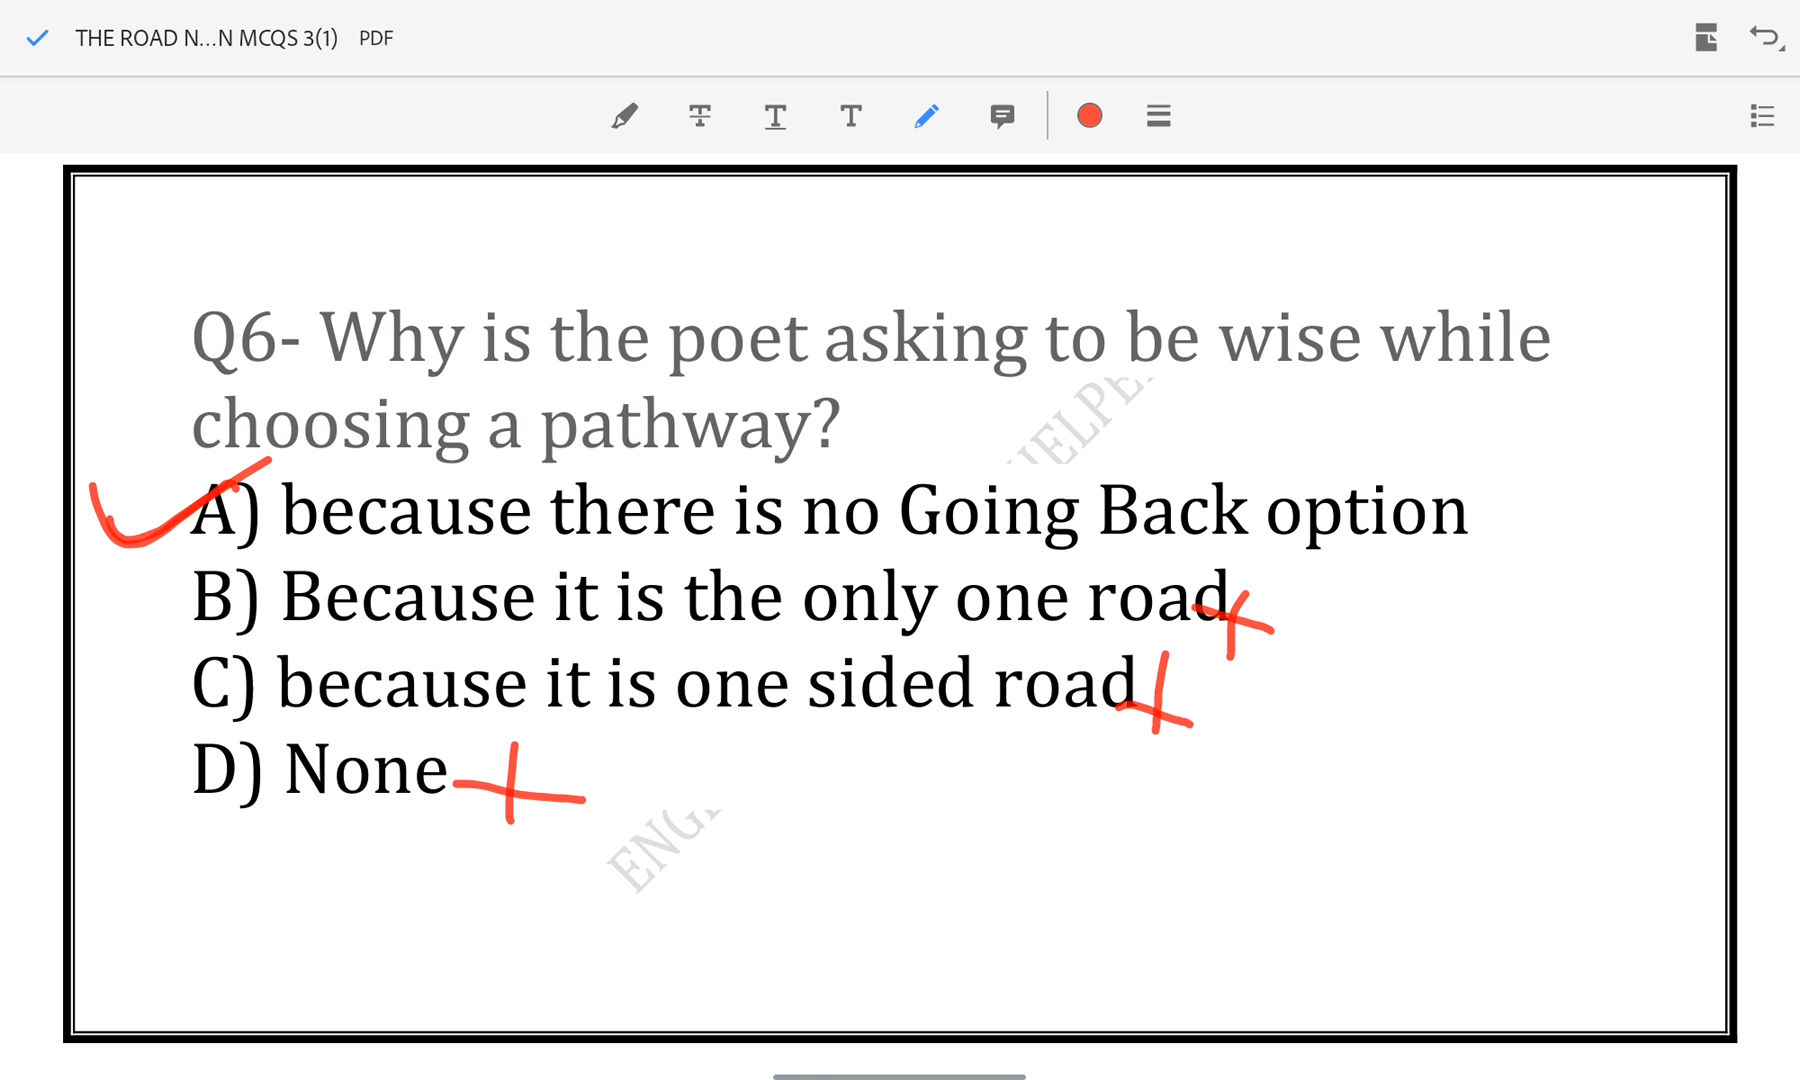 THE ROAD N...N MCQS 3(1) PDF
Q6- Why is the poet asking to be wise while
choosing a pathway?
A) because there is no Going Back option
B) Because it is the only one road
C) because it is one sided road
D) None